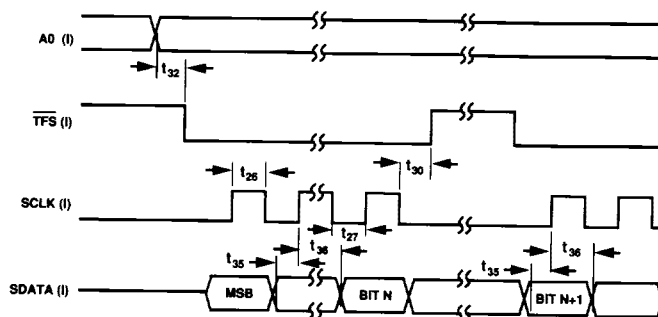 A0 (I)
t32
TFS (I)
t26
t30
SCLK (I)
t36
t27
t36
t35
t35
SDATA (I)
MSB
BIT N
BIT N+1